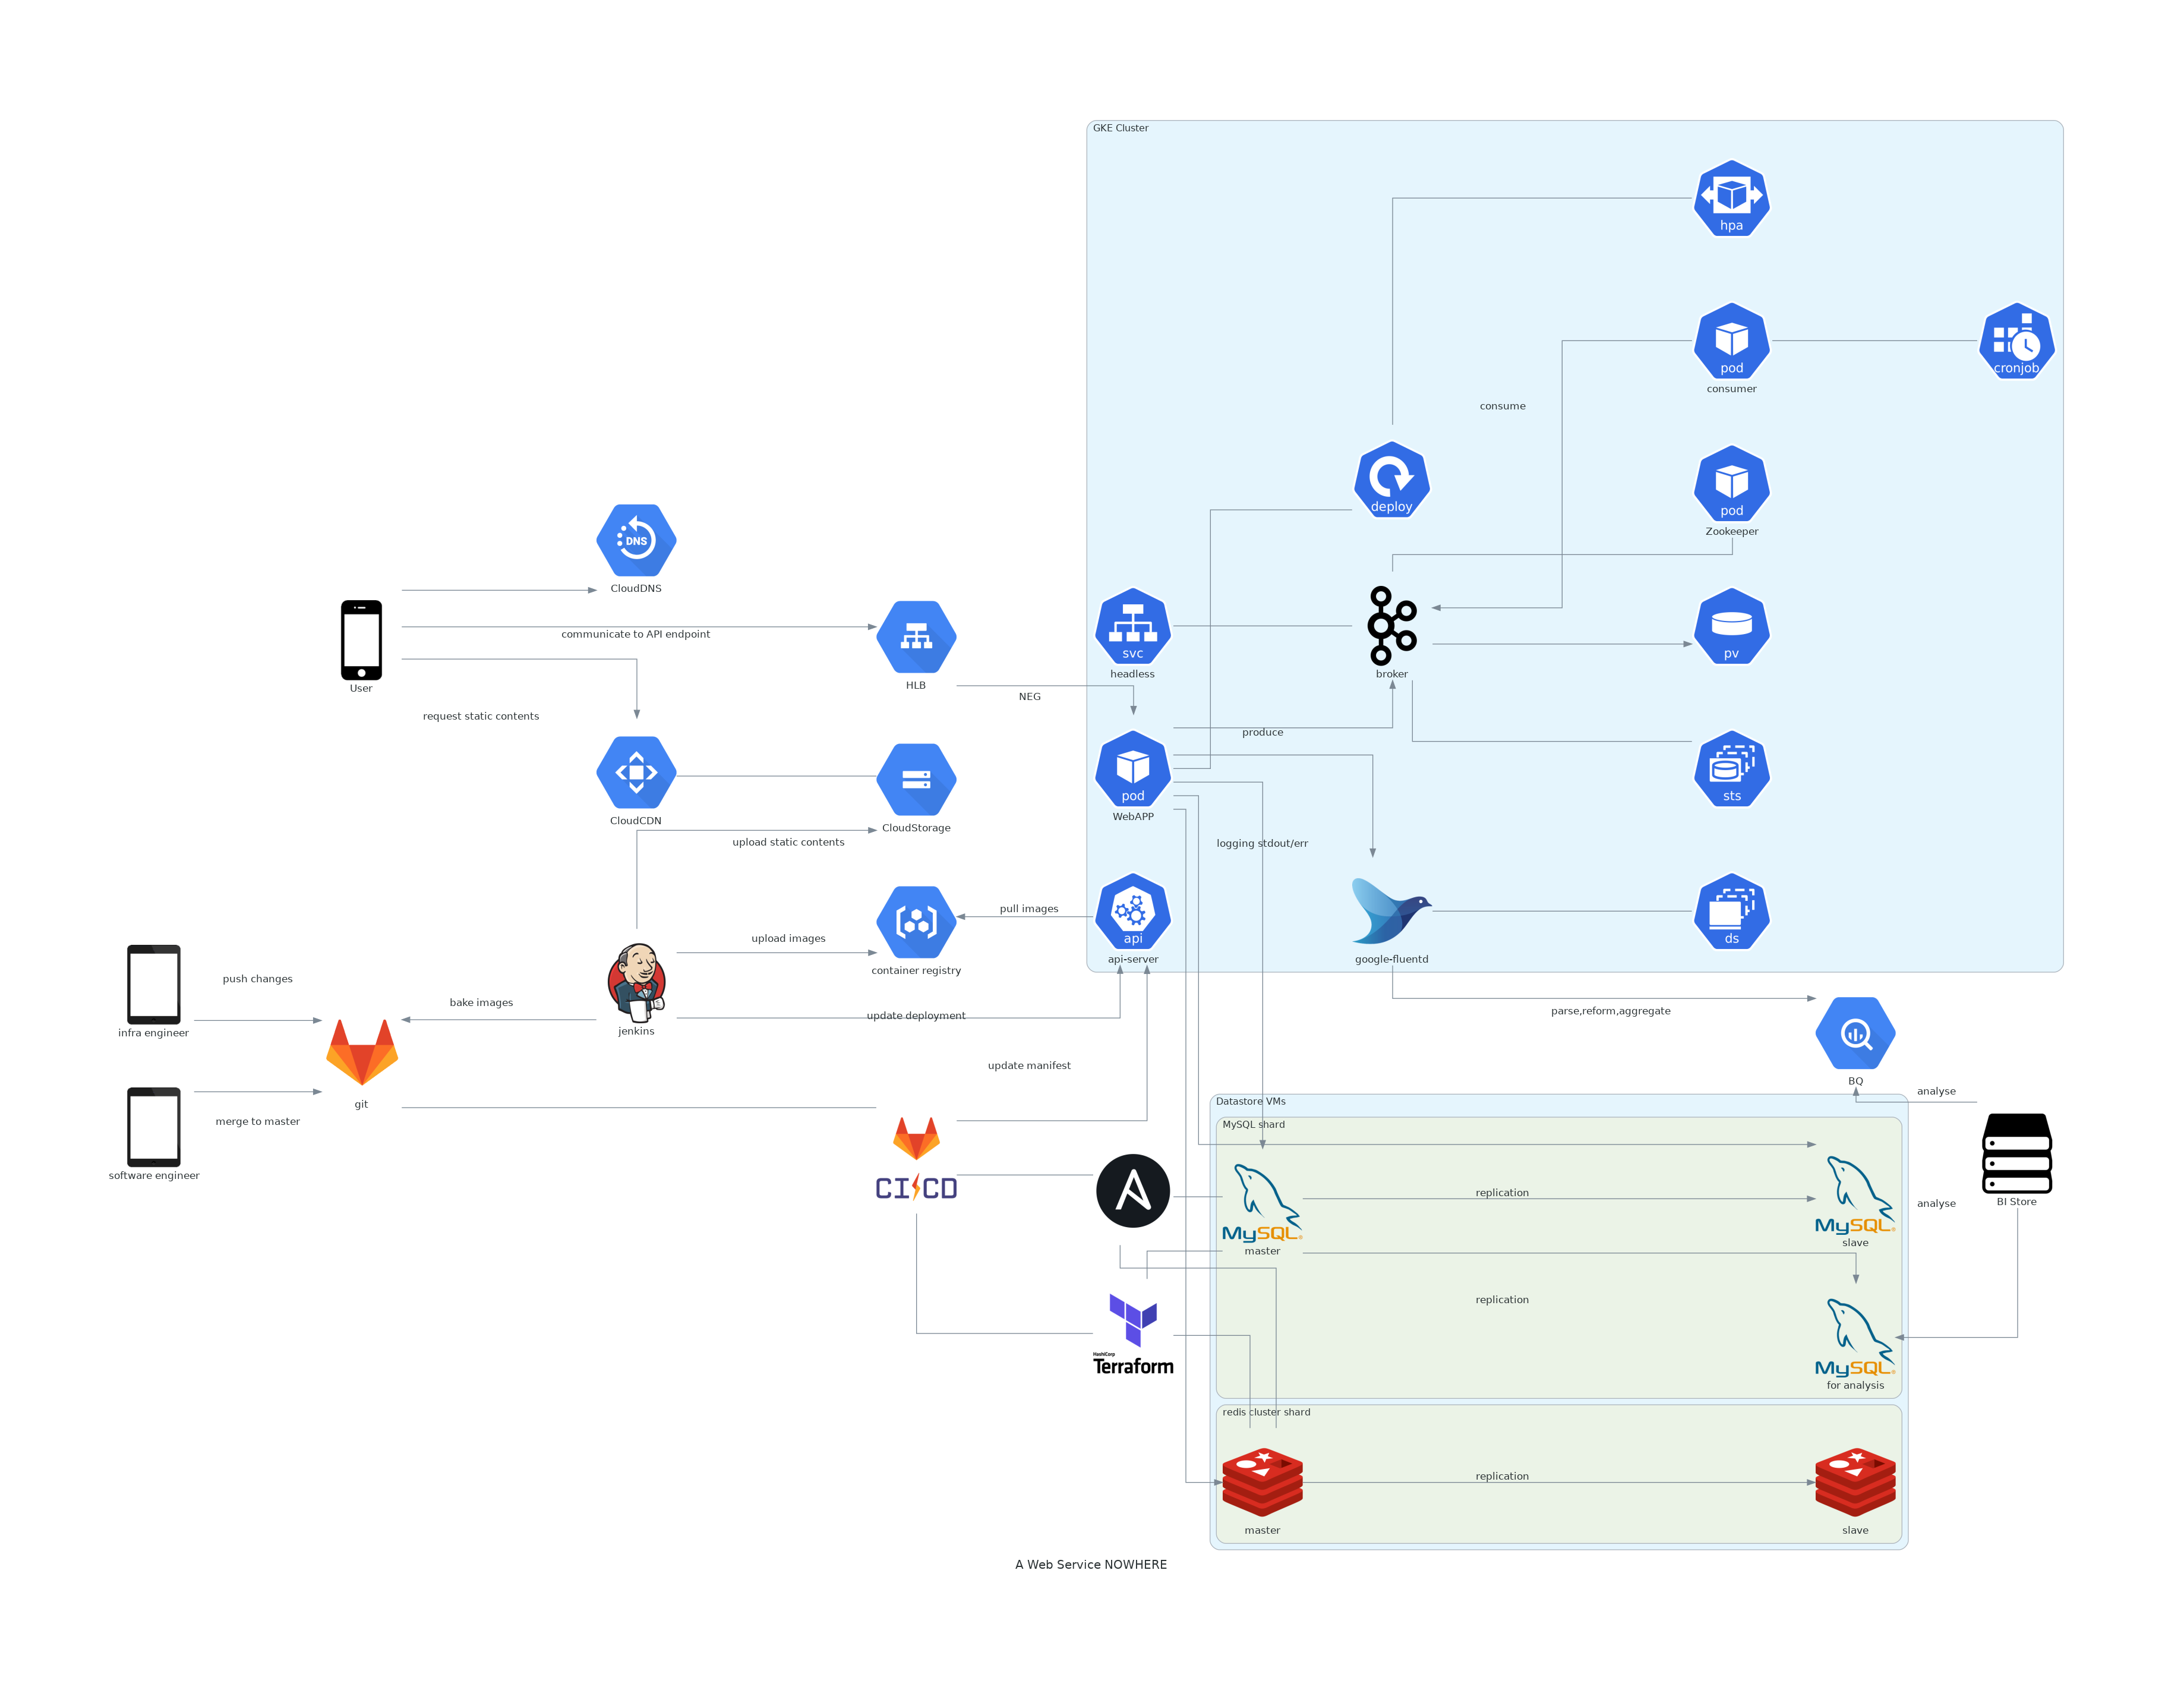 GKE Cluster
hpa
pod
consumer
cronjob
consume
deploy
pod
Zookeeper
DNS
CloudDNS
User
communicate to API endpoint
HLB
svc
headless
broker
pv
request static contents
NEG
produce
CloudCDN
CloudStorage
pod
WebAPP
sts
upload static contents
logging stdout/err
pull images
upload images
container registry
api
api-server
google-fluentd
ds
infra engineer
push changes
bake images
jenkins
update deployment
parse,reform,aggregate
BQ
analyse
update manifest
git
software engineer
merge to master
CI CD
Datastore VMs
MySQL shard
MySQL
master
replication
MySQL
slave
BI Store
analyse
replication
HashiCorp
Terraform
MySQL
for analysis
redis cluster shard
master
replication
slave
A Web Service NOWHERE